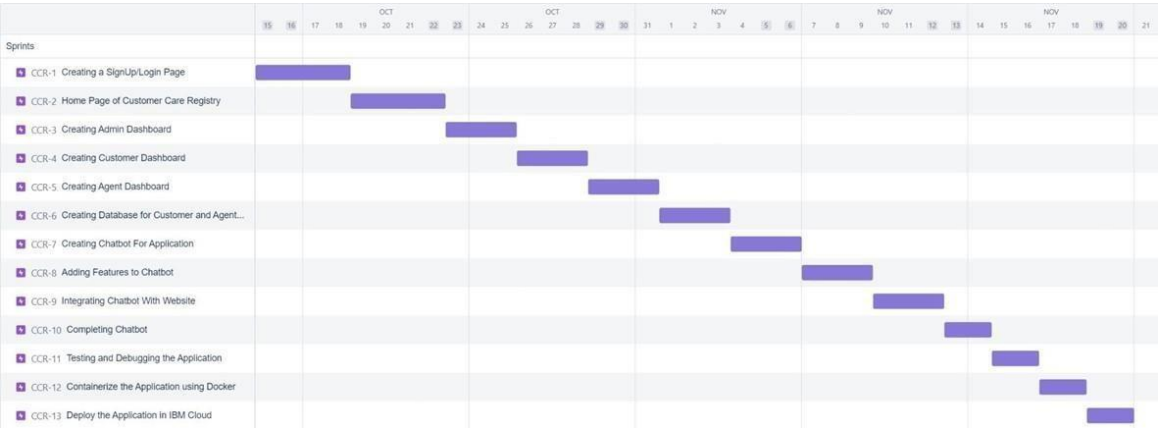 OCT OCT NOV NOV NOV
15 16 17 18 19 20 21 22 23 24 25 26 27 28 29 30 31 1 2 3 4 5 6 7 8 9 10 11 12 13 14 15 16 17 18 19 20 21
Sprints
CCR-1 Creating a SignUp/Login Page
CCR-2 Home Page of Customer Care Registry
CCR-3 Creating Admin Dashboard
CCR-4 Creating Customer Dashboard
CCR-5 Creating Agent Dashboard
CCR-6 Creating Database for Customer and Agent...
CCR-7 Creating Chatbot For Application
CCR-8 Adding Features to Chatbot
CCR-9 Integrating Chatbot With Website
CCR-10 Completing Chatbot
CCR-11 Testing and Debugging the Application
CCR-12 Containerize the Application using Docker
CCR-13 Deploy the Application in IBM Cloud